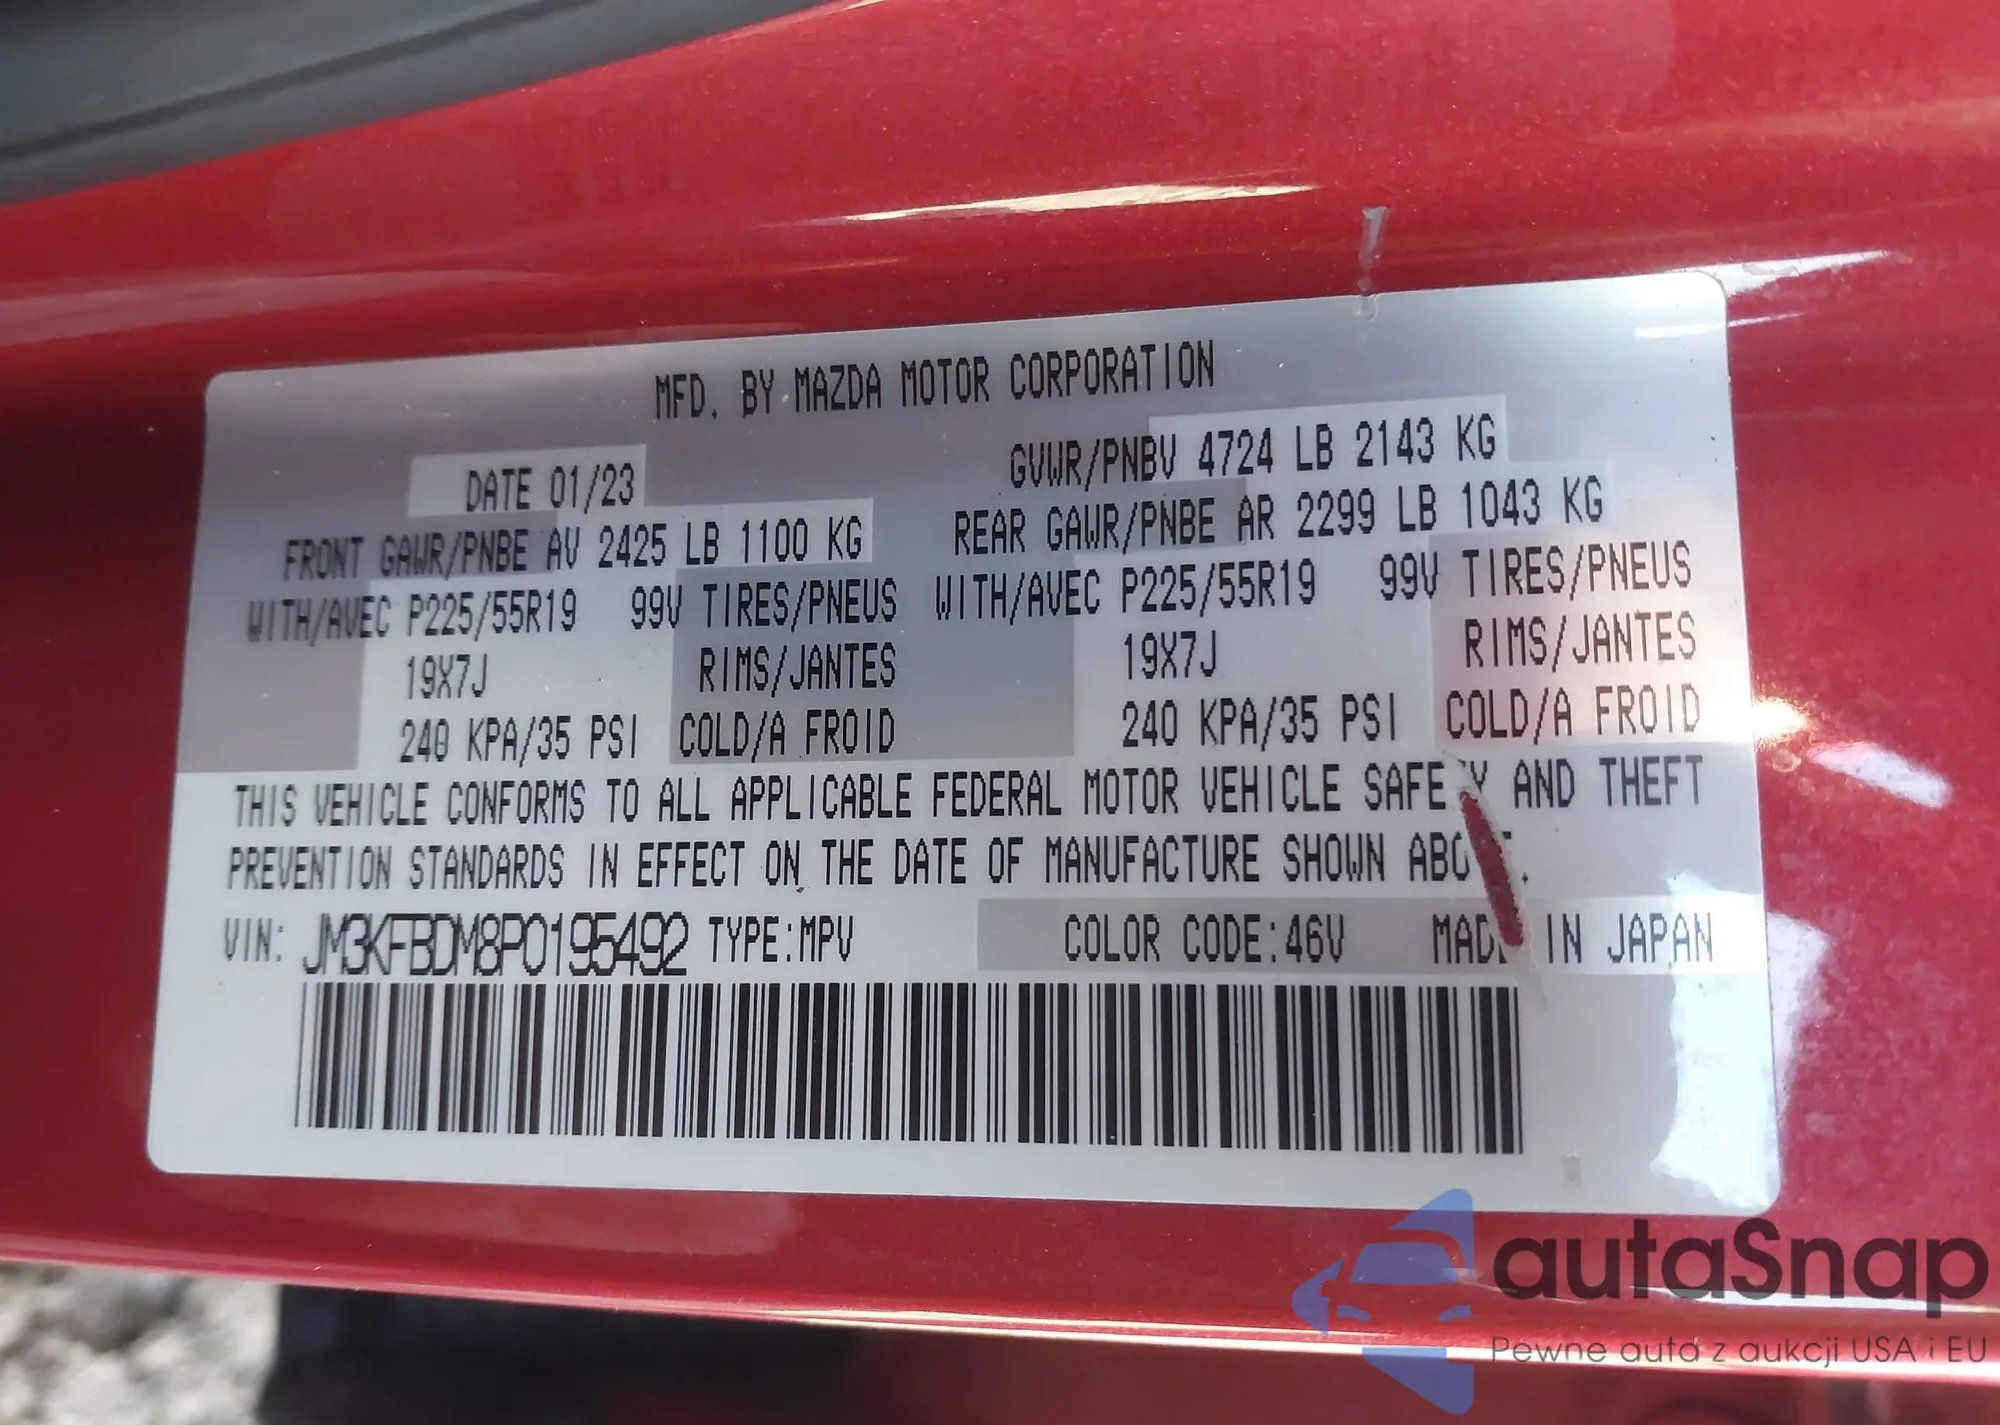 MFD. BY MAZDA MOTOR CORPORATION
DATE 01/23 GVWR/PNBV 4724 LB 2143 KG
FRONT GAWR/PNBE AV 2425 LB 1100 KG REAR GAWR/PNBE AR 2299 LB 1043 KG
WITH/AVEC P225/55R19 99V TIRES/PNEUS WITH/AVEC P225/55R19 99V TIRES/PNEUS
19X7J RIMS/JANTES 19X7J RIMS/JANTES
240 KPA/35 PSI COLD/A FROID 240 KPA/35 PSI COLD/A FROID
THIS VEHICLE CONFORMS TO ALL APPLICABLE FEDERAL MOTOR VEHICLE SAFETY AND THEFT
PREVENTION STANDARDS IN EFFECT ON THE DATE OF MANUFACTURE SHOWN ABOVE.
VIN: JM3KFBDM8P0195492 TYPE:MPV COLOR CODE:46V MADE IN JAPAN
autaSnap
Pewne auta z aukcji USA i EU